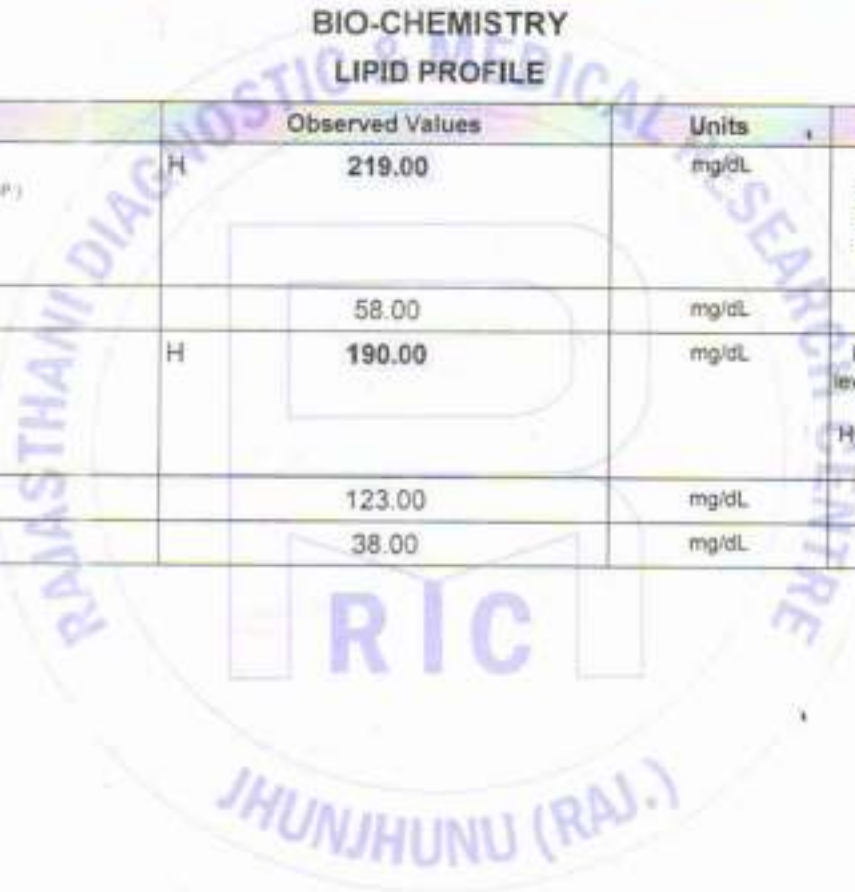 BIO-CHEMISTRY
LIPID PROFILE
Observed Values Units
H 219.00 mg/dL
58.00 mg/dL
H 190.00 mg/dL
123.00 mg/dL
38.00 mg/dL
RAJASTHANI DIAGNOSTIC & MEDICAL RESEARCH CENTRE
RIC
JHUNJHUNU (RAJ.)